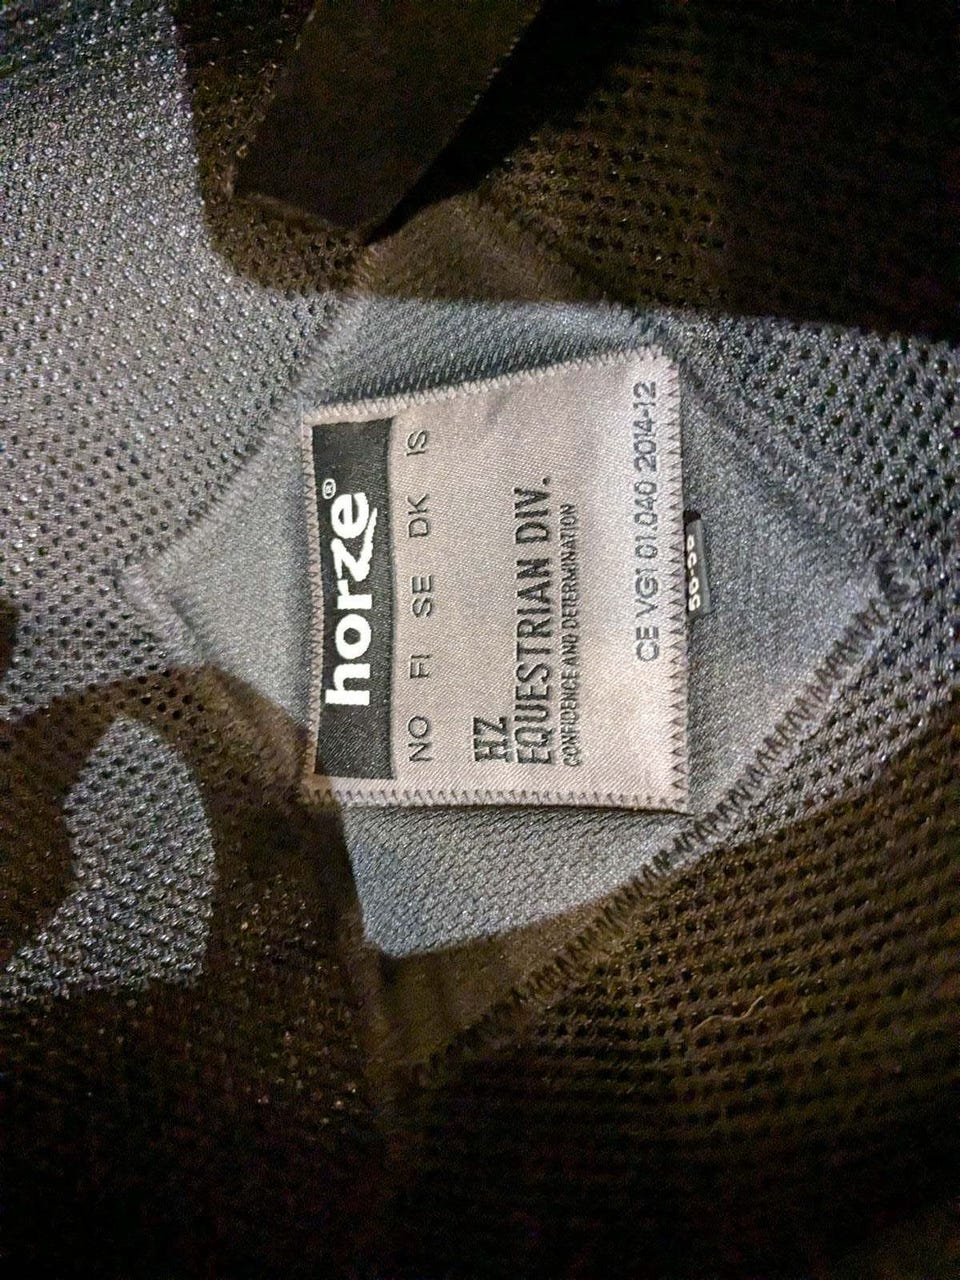 horze®
NO FI SE DK IS
HZ
EQUESTRIAN DIV.
CONFIDENCE AND DETERMINATION
CE VG1 01.040 2014-12